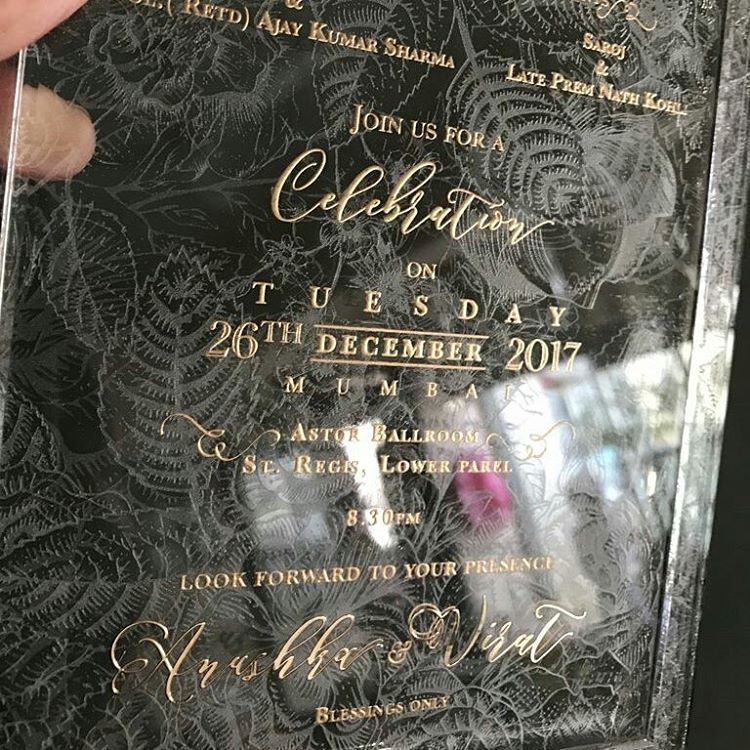 &
Col. (Retd) Ajay Kumar Sharma
Saroj
&
Late Prem Nath Kohli
Join us for a
Celebration
on
TUESDAY
26TH DECEMBER 2017
MUMBAI
Astor Ballroom
St. Regis, Lower Parel
8.30PM
LOOK FORWARD TO YOUR PRESENCE
Anushka & Virat
Blessings only